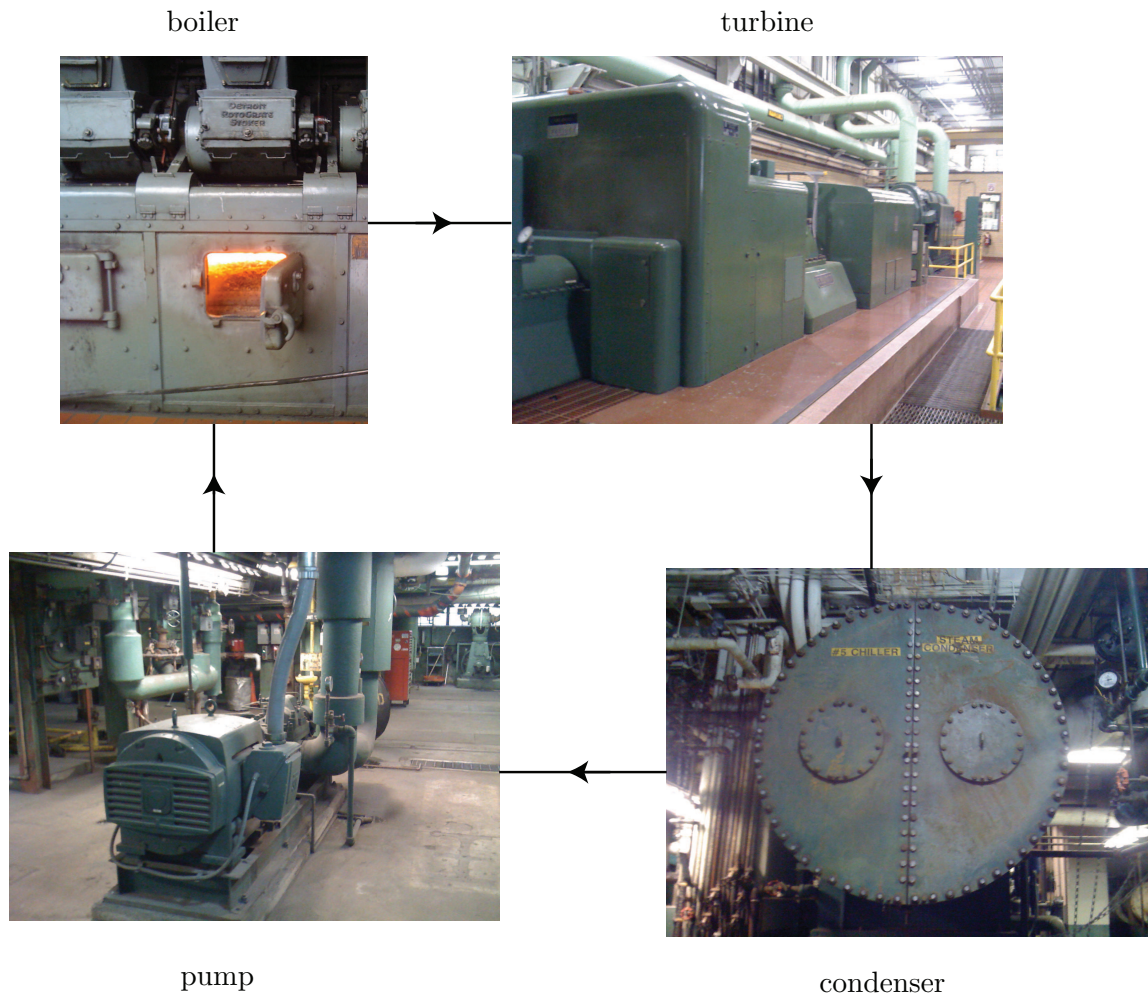 boiler
turbine
DETROIT
ROTOGRATE
STOKER
#5 CHILLER
STEAM
CONDENSER
pump
condenser